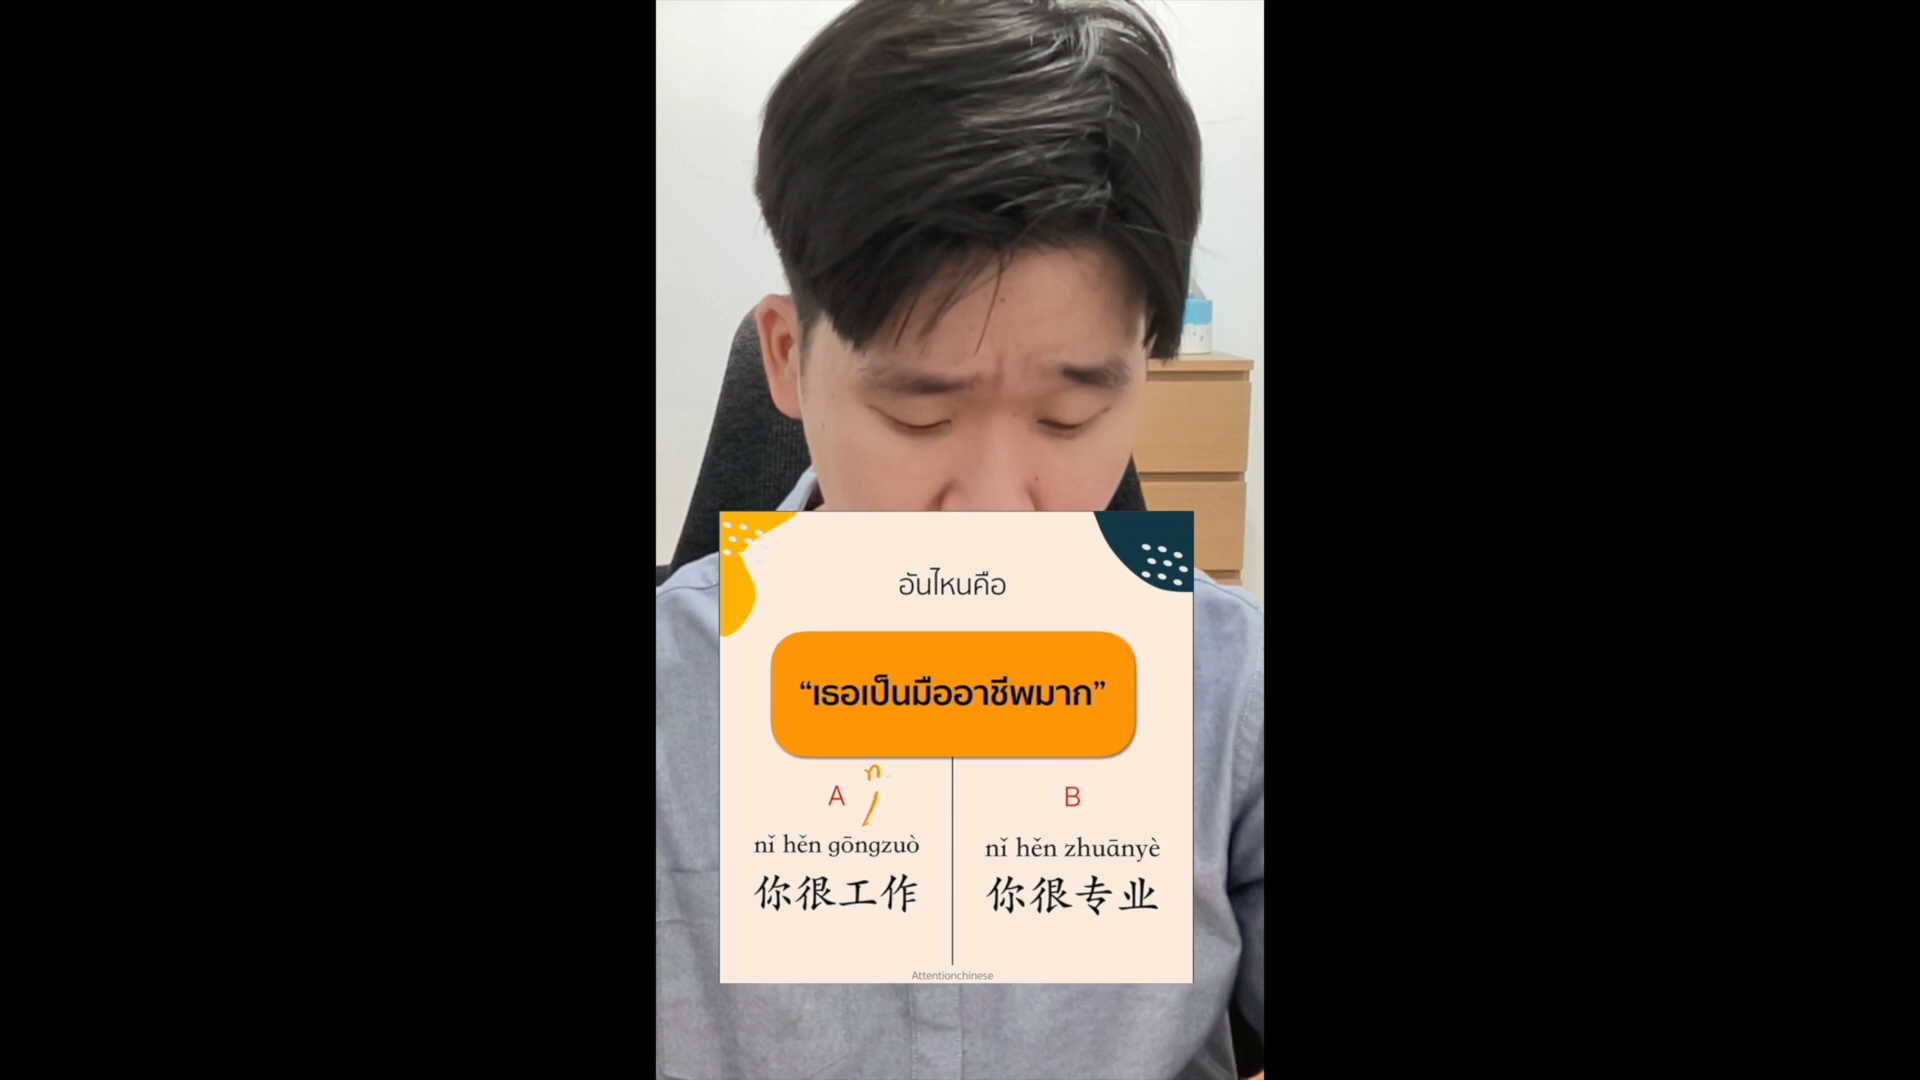 อันไหนคือ
“เธอเป็นมืออาชีพมาก”
n.
A
B
nǐ hěn gōngzuò
nǐ hěn zhuānyè
你很工作
你很专业
Attentionchinese